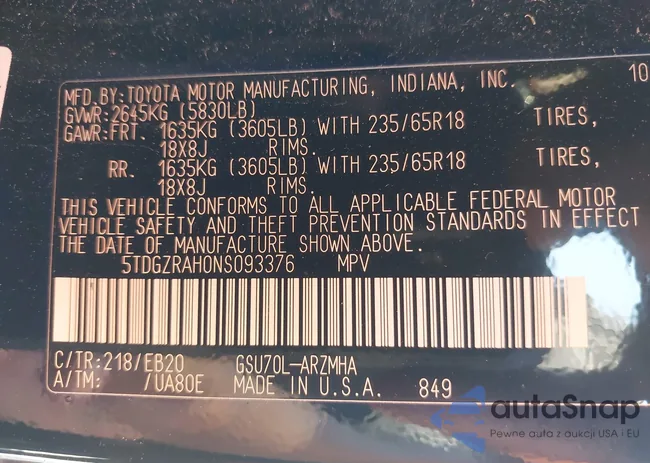 MFD.BY:TOYOTA MOTOR MANUFACTURING, INDIANA, INC. 10
GVWR:2645KG (5830LB)
GAWR:FRT. 1635KG (3605LB) WITH 235/65R18 TIRES,
18X8J RIMS.
RR. 1635KG (3605LB) WITH 235/65R18 TIRES,
18X8J RIMS.
THIS VEHICLE CONFORMS TO ALL APPLICABLE FEDERAL MOTOR
VEHICLE SAFETY AND THEFT PREVENTION STANDARDS IN EFFECT
THE DATE OF MANUFACTURE SHOWN ABOVE.
5TDGZRAH0NS093376 MPV
C/TR:218/EB20 GSU70L-ARZMHA
A/TM: /UA80E MADE IN U.S.A. 849
autaSnap
Pewne auta z aukcji USA i EU